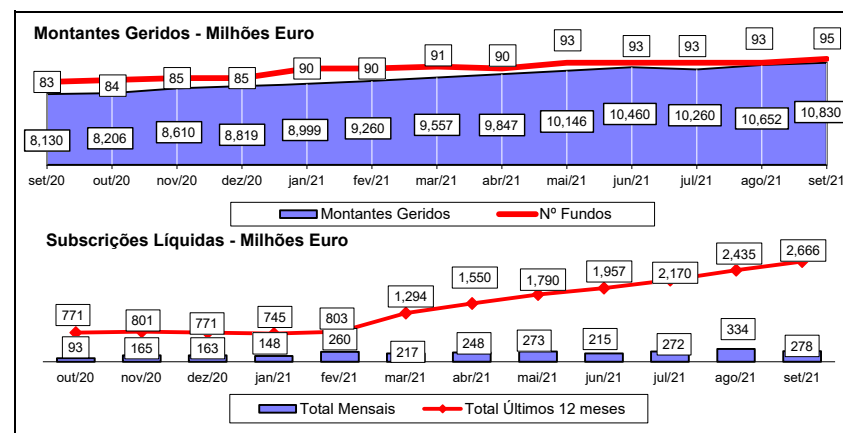 Montantes Geridos - Milhões Euro
83 84 85 85 90 90 91 90 93 93 93 93 95
8,130 8,206 8,610 8,819 8,999 9,260 9,557 9,847 10,146 10,460 10,260 10,652 10,830
set/20 out/20 nov/20 dez/20 jan/21 fev/21 mar/21 abr/21 mai/21 jun/21 jul/21 ago/21 set/21
Montantes Geridos Nº Fundos
Subscrições Líquidas - Milhões Euro
771 801 771 745 803 1,294 1,550 1,790 1,957 2,170 2,435 2,666
93 165 163 148 260 217 248 273 215 272 334 278
out/20 nov/20 dez/20 jan/21 fev/21 mar/21 abr/21 mai/21 jun/21 jul/21 ago/21 set/21
Total Mensais Total Últimos 12 meses